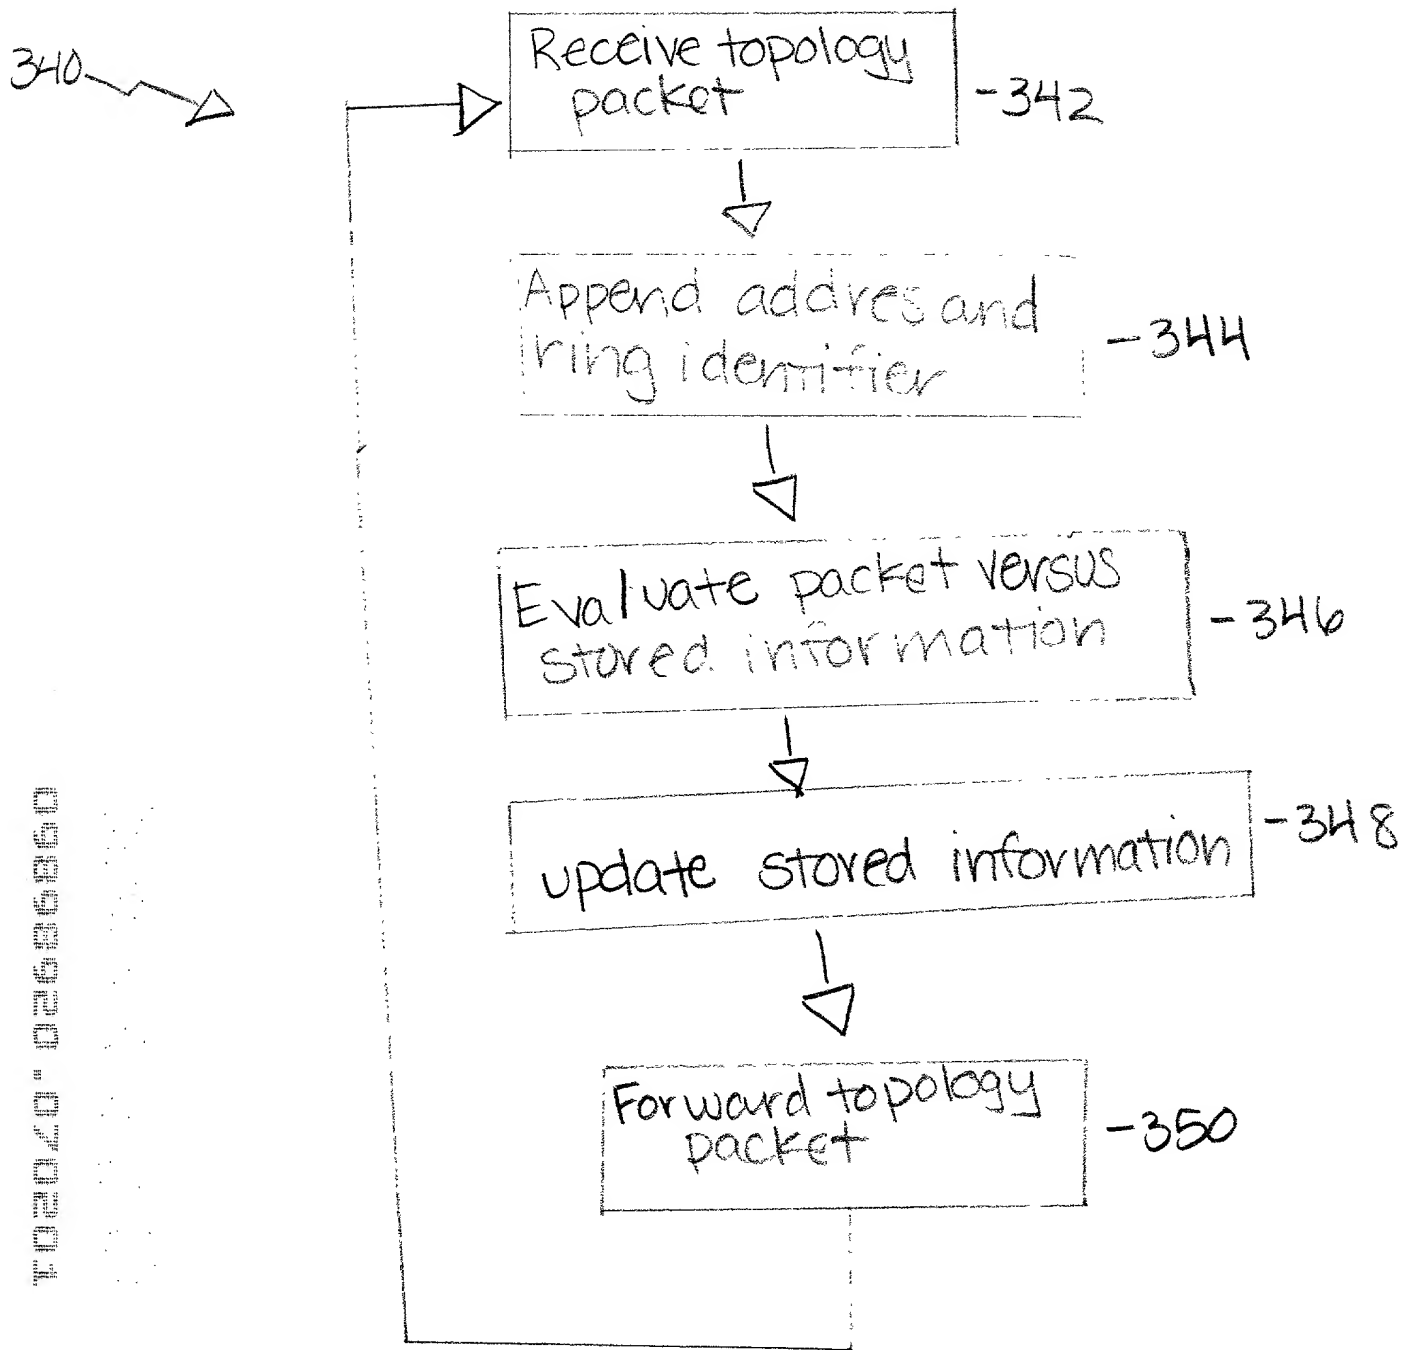 340
Receive topology
packet
-342
Append addres and
ring identifier
-344
Evaluate packet versus
stored information
-346
update stored information
-348
Forward topology
packet
-350